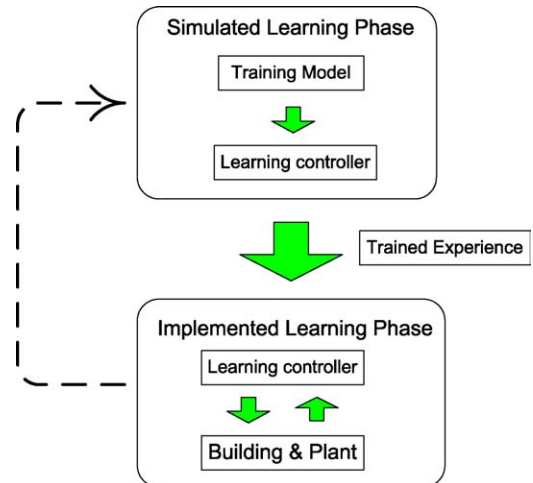 Simulated Learning Phase
Training Model
Learning controller
Trained Experience
Implemented Learning Phase
Learning controller
Building & Plant